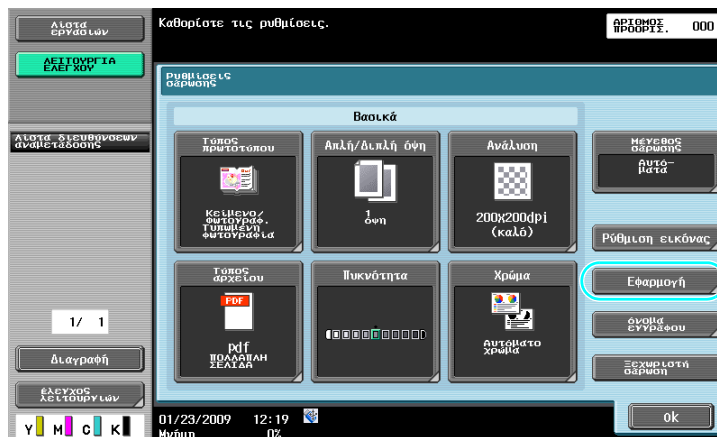 Λίστα
εργασιών
Καθορίστε τις ρυθμίσεις.
ΑΡΙΘΜΟΣ
ΠΡΟΟΡΙΣ.
000
ΛΕΙΤΟΥΡΓΙΑ
ΕΛΕΓΧΟΥ
Ρυθμίσεις
σάρωσης
Βασικά
Λίστα διευθύνσεων
αναμετάδοσης
Τύπος
πρωτοτύπου
Κείμενο/
φωτογραφ.
Τυπωμένη
φωτογραφία
Απλή/Διπλή όψη
1
όψη
Ανάλυση
200x200dpi
(καλό)
Μέγεθος
σάρωσης
Αυτό-
ματα
Ρύθμιση εικόνας
Τύπος
αρχείου
PDF
pdf
ΠΟΛΛΑΠΛΗ
ΣΕΛΙΔΑ
Πυκνότητα
Χρώμα
Αυτόματο
χρώμα
Εφαρμογή
όνομα
εγγράφου
Ξεχωριστή
σάρωση
1/ 1
Διαγραφή
έλεγχος
λειτουργιών
Y M C K
01/23/2009 12:19
Μνήμη 0%
ok